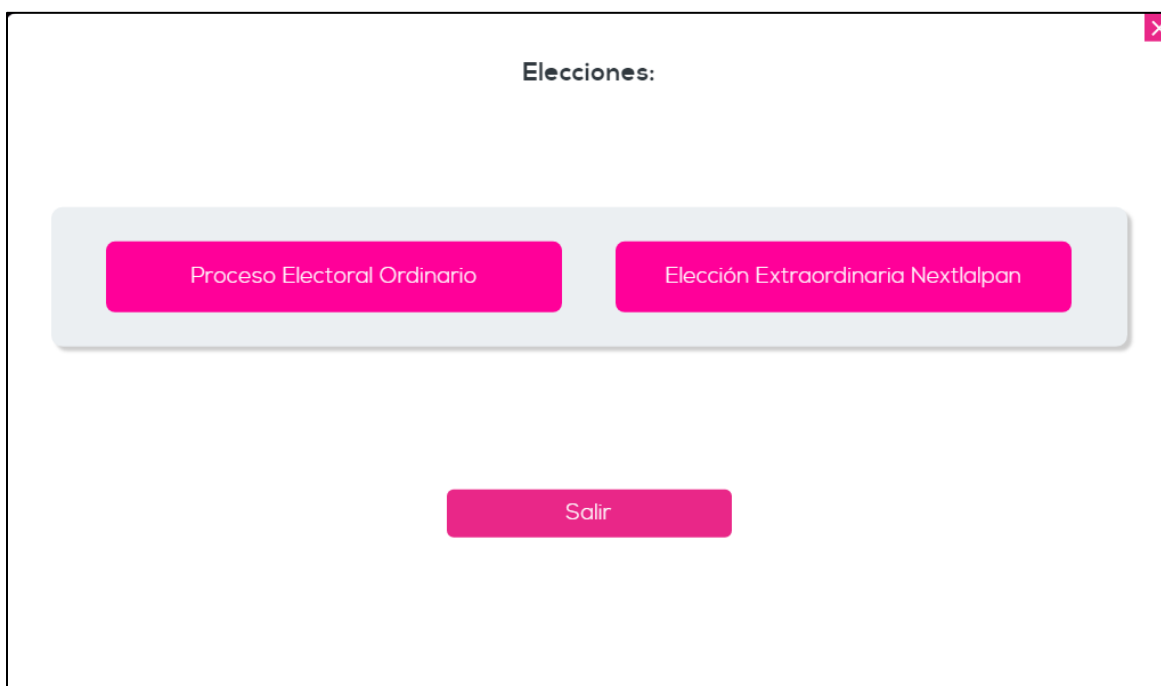 Elecciones:
Proceso Electoral Ordinario
Elección Extraordinaria Nextlalpan
Salir